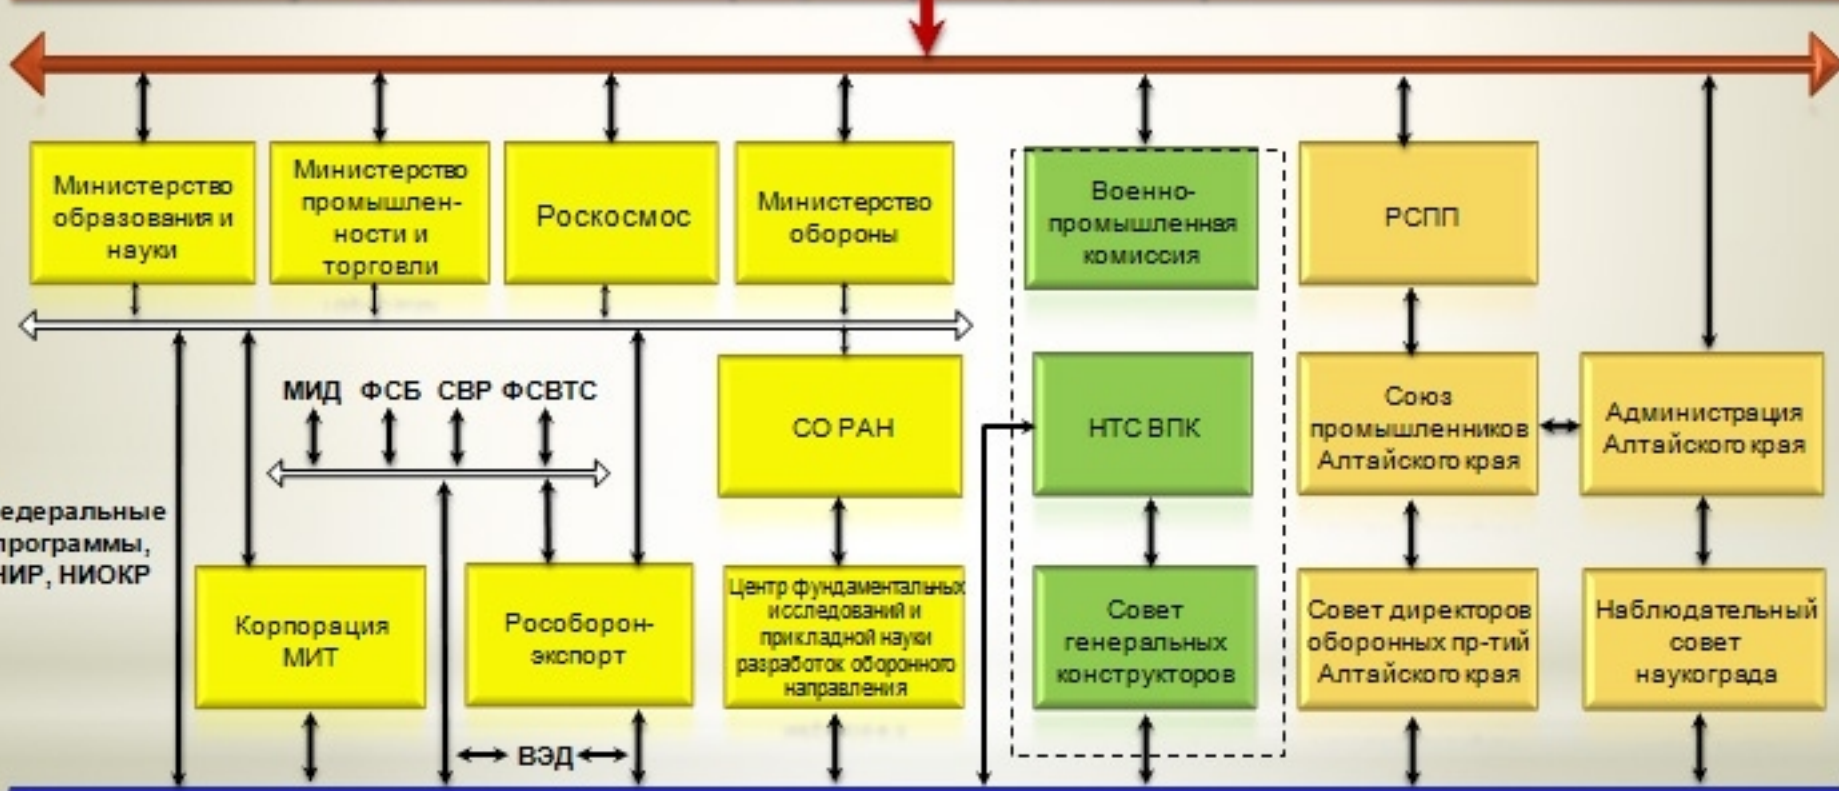 Министерство
образования и
науки
Министерство
промышлен-
ности и
торговли
Роскосмос
Министерство
обороны
Военно-
промышленная
комиссия
РСПП
МИД ФСБ СВР ФСВТС
СО РАН
НТС ВПК
Союз
промышленников
Алтайского края
Администрация
Алтайского края
едеральные
программы,
НИР, НИОКР
Корпорация
МИТ
Рособорон-
экспорт
Центр фундаментальных
исследований и
прикладной науки
разработок оборонного
направления
Совет
генеральных
конструкторов
Совет директоров
оборонных пр-тий
Алтайского края
Наблюдательный
совет
наукограда
ВЭД